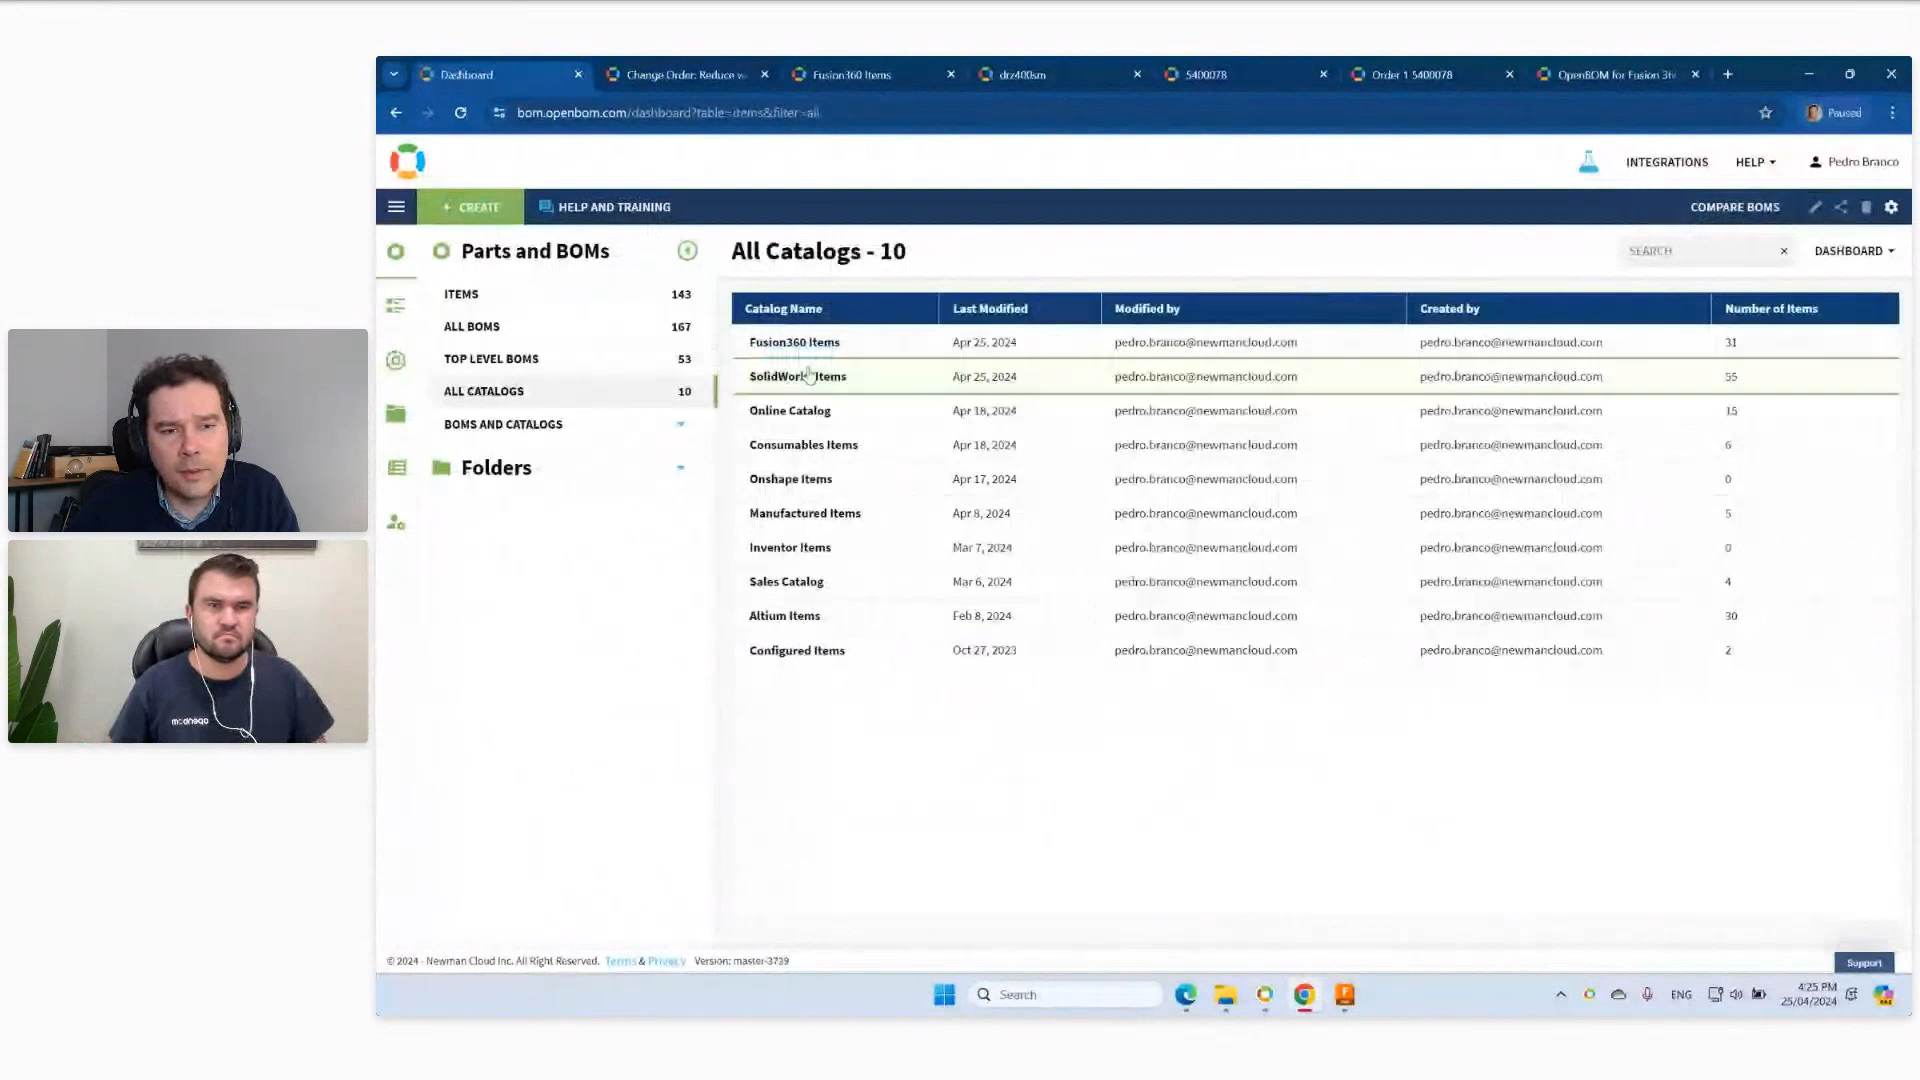 Dashboard
Change Order: Reduce w
Fusion360 Items
drz400sm
5400078
Order 1 5400078
OpenBOM for Fusion 3
bom.openbom.com/dashboard?table=items&filter=all
Paused
INTEGRATIONS
HELP
Pedro Branco
+ CREATE
HELP AND TRAINING
COMPARE BOMS
Parts and BOMs
ITEMS 143
ALL BOMS 167
TOP LEVEL BOMS 53
ALL CATALOGS 10
BOMS AND CATALOGS
Folders
All Catalogs - 10
SEARCH
DASHBOARD
Catalog Name Last Modified Modified by Created by Number of Items
Fusion360 Items Apr 25, 2024 pedro.branco@newmancloud.com pedro.branco@newmancloud.com 31
SolidWorks Items Apr 25, 2024 pedro.branco@newmancloud.com pedro.branco@newmancloud.com 55
Online Catalog Apr 18, 2024 pedro.branco@newmancloud.com pedro.branco@newmancloud.com 15
Consumables Items Apr 18, 2024 pedro.branco@newmancloud.com pedro.branco@newmancloud.com 6
Onshape Items Apr 17, 2024 pedro.branco@newmancloud.com pedro.branco@newmancloud.com 0
Manufactured Items Apr 8, 2024 pedro.branco@newmancloud.com pedro.branco@newmancloud.com 5
Inventor Items Mar 7, 2024 pedro.branco@newmancloud.com pedro.branco@newmancloud.com 0
Sales Catalog Mar 6, 2024 pedro.branco@newmancloud.com pedro.branco@newmancloud.com 4
Altium Items Feb 8, 2024 pedro.branco@newmancloud.com pedro.branco@newmancloud.com 30
Configured Items Oct 27, 2023 pedro.branco@newmancloud.com pedro.branco@newmancloud.com 2
© 2024 - Newman Cloud Inc. All Right Reserved. Terms & Privacy Version: master-3739
Support
Search
ENG
4:25 PM
25/04/2024